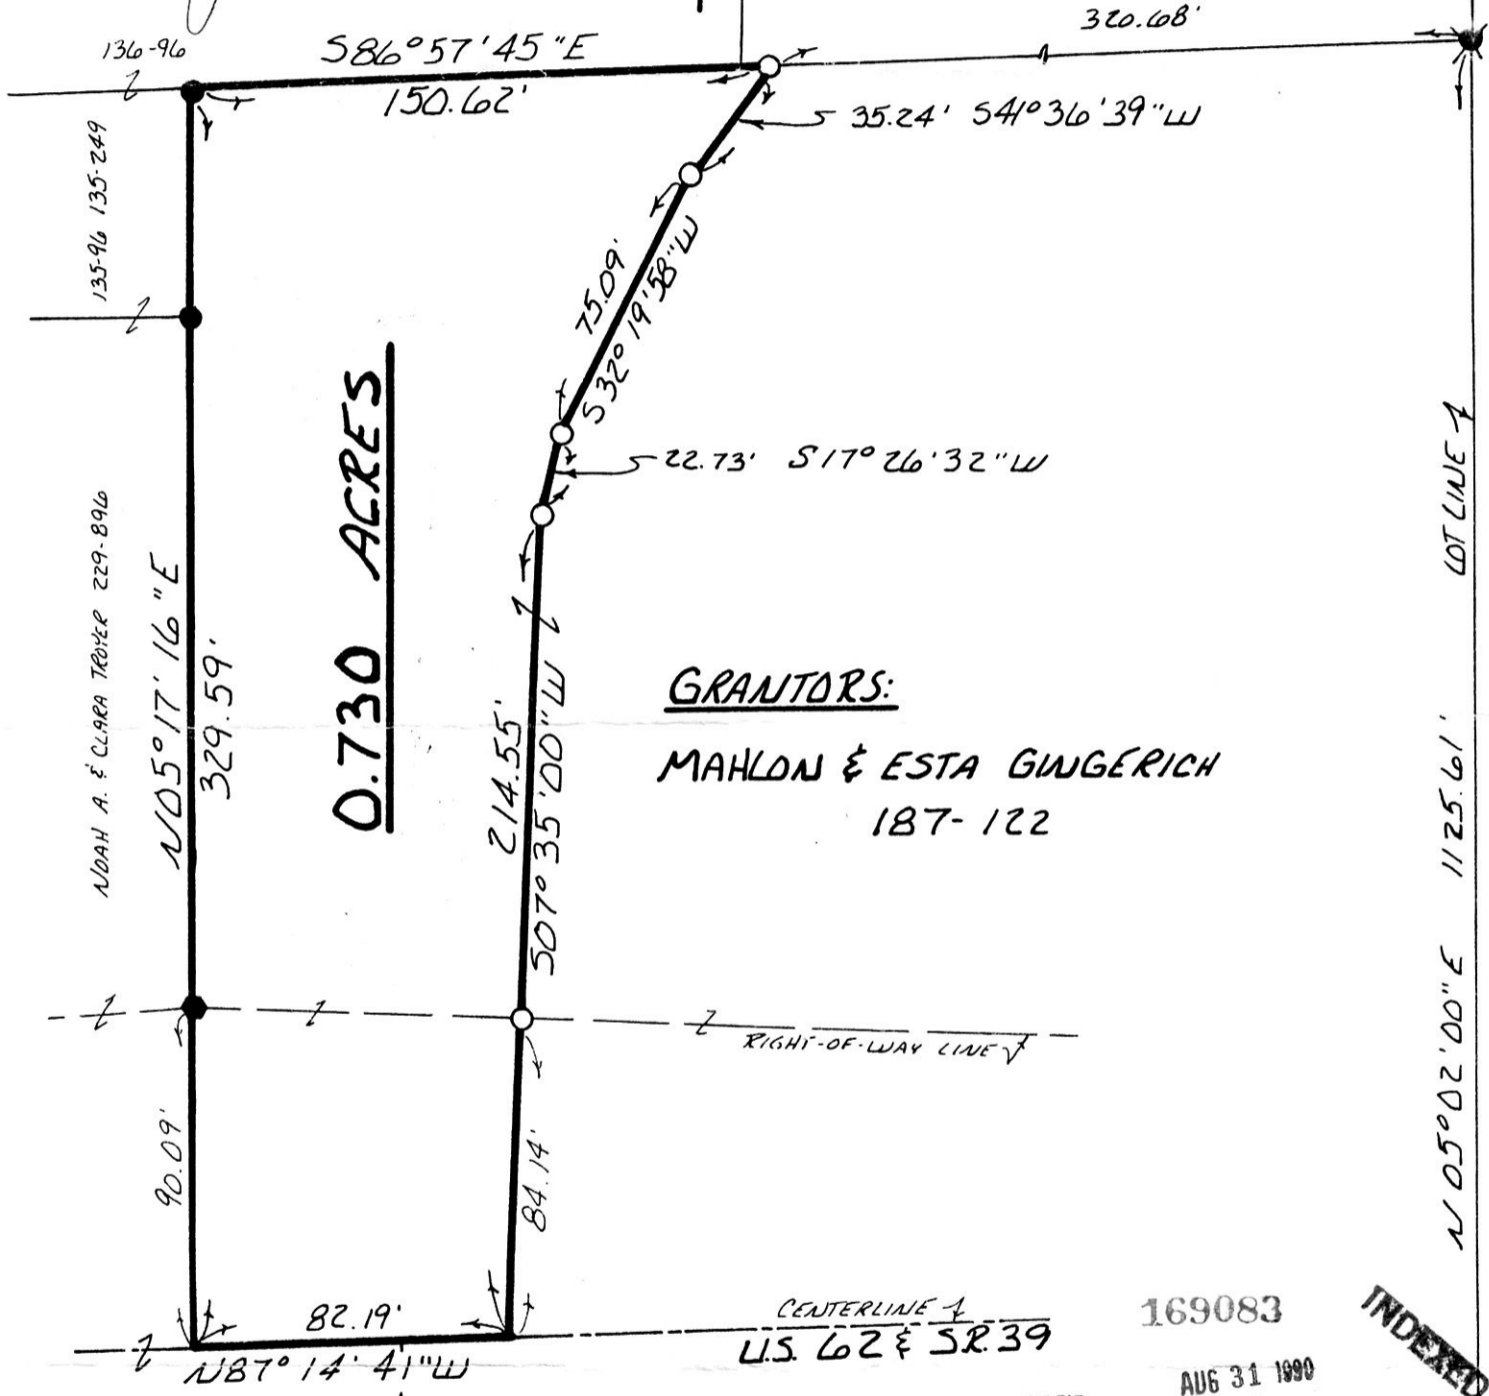 320.68'
136-96
S86°57'45"E
150.62'
35.24' S41°36'39"W
135-96 135-249
75.09'
S32°19'58"W
22.73' S17°26'32"W
LOT LINE
0.730 ACRES
NOAH A. & CLARA TROYER 229-896
N05°17'16"E
329.59'
214.55'
S07°35'00"W
GRANTORS:
MAHLON & ESTA GINGERICH
187-122
N05°02'00"E 1125.61'
RIGHT-OF-WAY LINE
90.09'
84.14'
82.19'
N87°14'41"W
CENTERLINE
U.S. 62 & S.R. 39
169083
AUG 31 1990
INDEXED